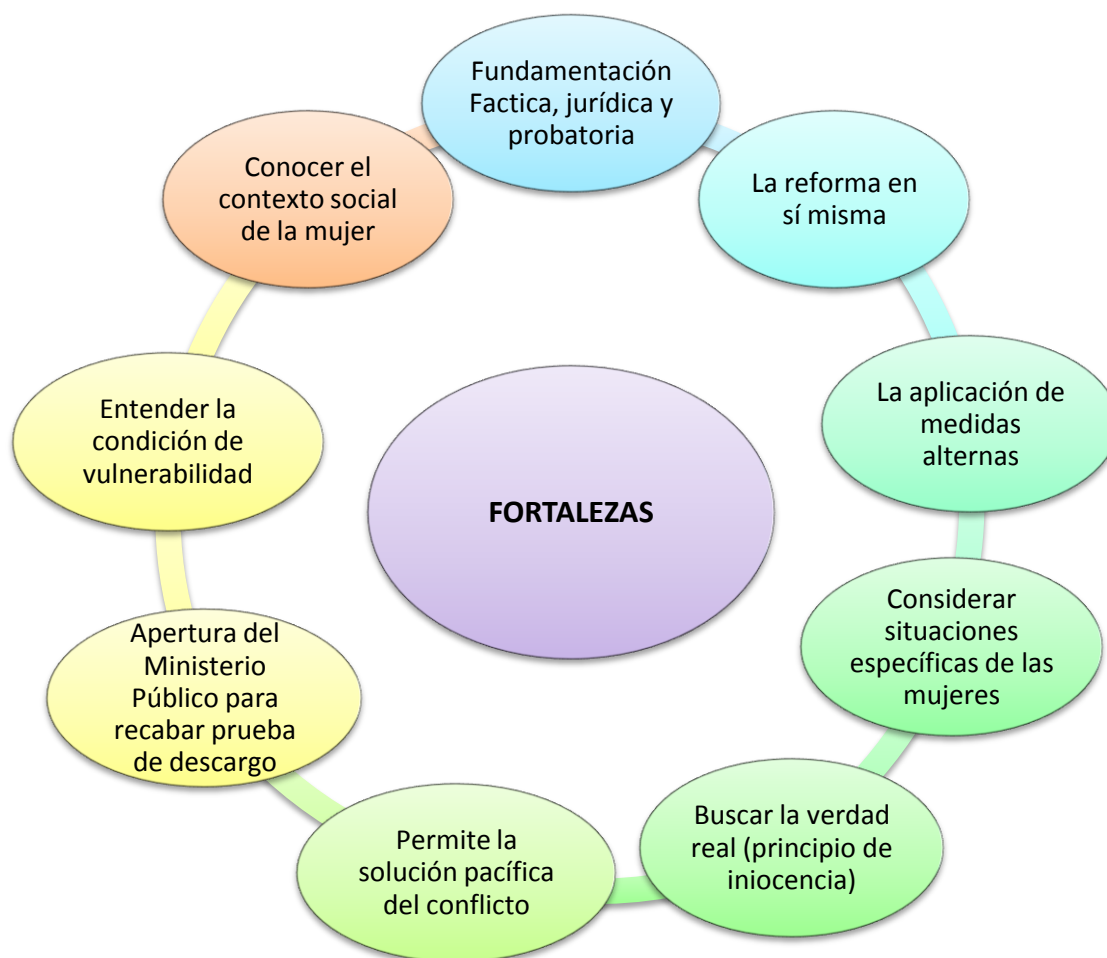 Fundamentación
Factica, jurídica y
probatoria
La reforma en
sí misma
La aplicación de
medidas
alternas
Considerar
situaciones
específicas de las
mujeres
Buscar la verdad
real (principio de
iniocencia)
Permite la
solución pacífica
del conflicto
Apertura del
Ministerio
Público para
recabar prueba
de descargo
Entender la
condición de
vulnerabilidad
Conocer el
contexto social
de la mujer
FORTALEZAS